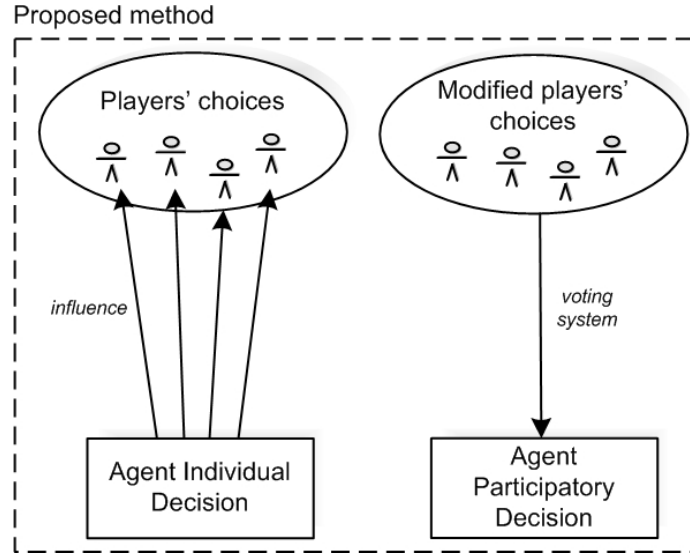 Proposed method
Players' choices
Modified players'
choices
influence
voting
system
Agent Individual
Decision
Agent
Participatory
Decision